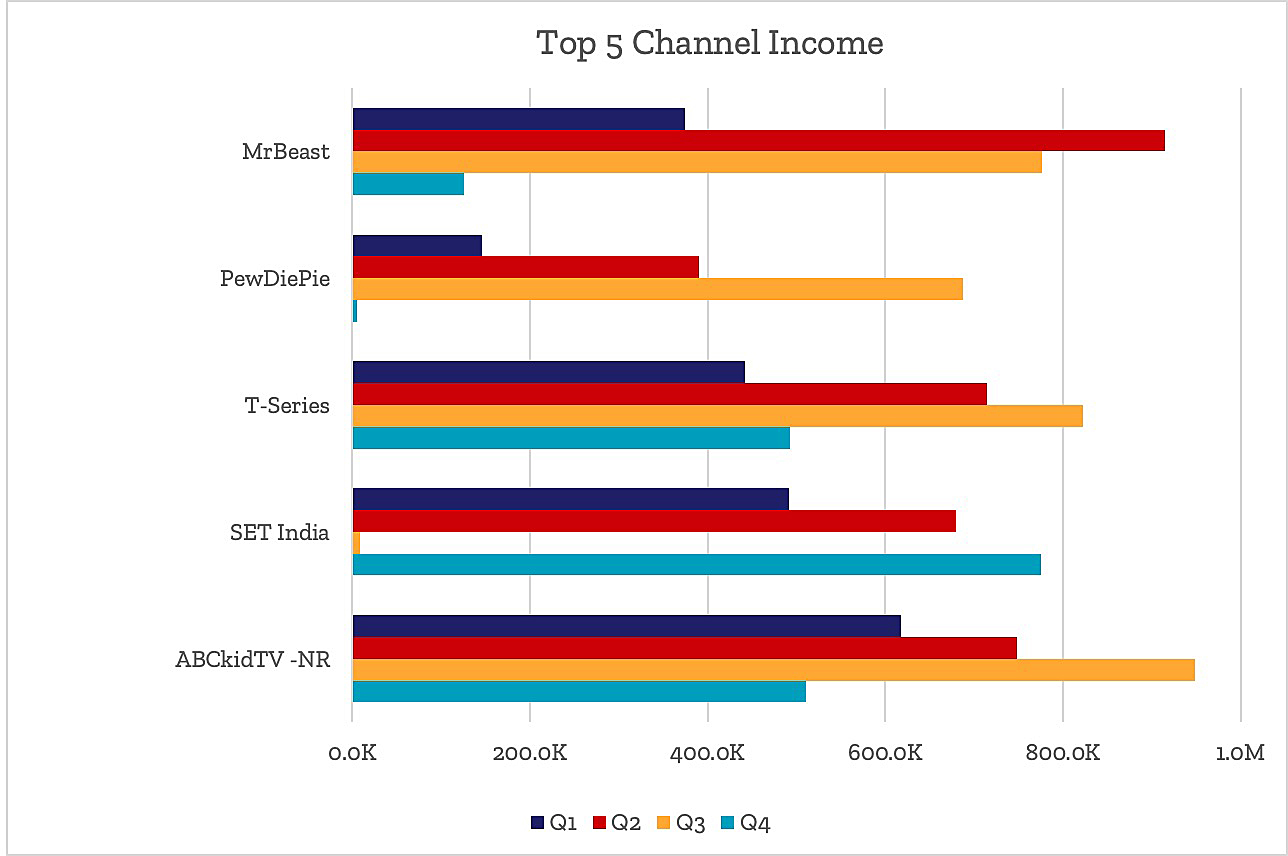 Top 5 Channel Income
MrBeast
PewDiePie
T-Series
SET India
ABCkidTV -NR
0.0K 200.0K 400.0K 600.0K 800.0K 1.0M
Q1 Q2 Q3 Q4